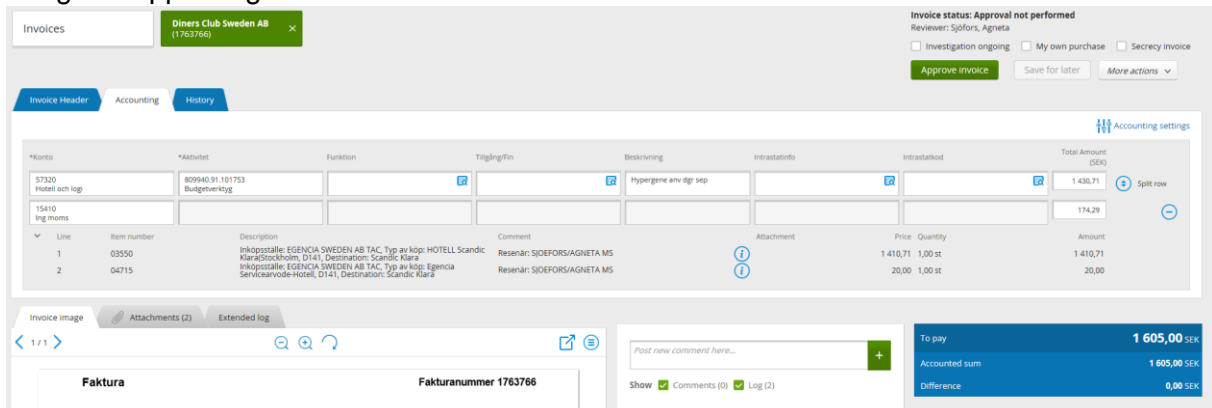 Invoices
Diners Club Sweden AB
(1763766)
Invoice status: Approval not performed
Reviewer: Sjöfors, Agneta
Investigation ongoing My own purchase Secrecy invoice
Approve invoice Save for later More actions
Invoice Header Accounting History
Accounting settings
*Konto *Aktivitet Funktion Tillgång/Fin Beskrivning Intrastatinfo Intrastatkod Total Amount
(SEK)
57320 809940.91.101753 Hypergene anv dgr sep 1 430,71 Split row
Hotell och logi Budgetverktyg
15410 174,29
Ing moms
Line Item number Description Comment Attachment Price Quantity Amount
1 03550 Inköpsställe: EGENCIA SWEDEN AB TAC, Typ av köp: HOTELL Scandic Resenär: SJOEFORS/AGNETA MS 1 410,71 1,00 st 1 410,71
Klara(Stockholm, D141, Destination: Scandic Klara
2 04715 Inköpsställe: EGENCIA SWEDEN AB TAC, Typ av köp: Egencia Resenär: SJOEFORS/AGNETA MS 20,00 1,00 st 20,00
Servicearvode-Hotell, D141, Destination: Scandic Klara
Invoice image Attachments (2) Extended log
1 / 1
Post new comment here...
Show Comments (0) Log (2)
To pay 1 605,00 SEK
Accounted sum 1 605,00 SEK
Difference 0,00 SEK
Faktura Fakturanummer 1763766